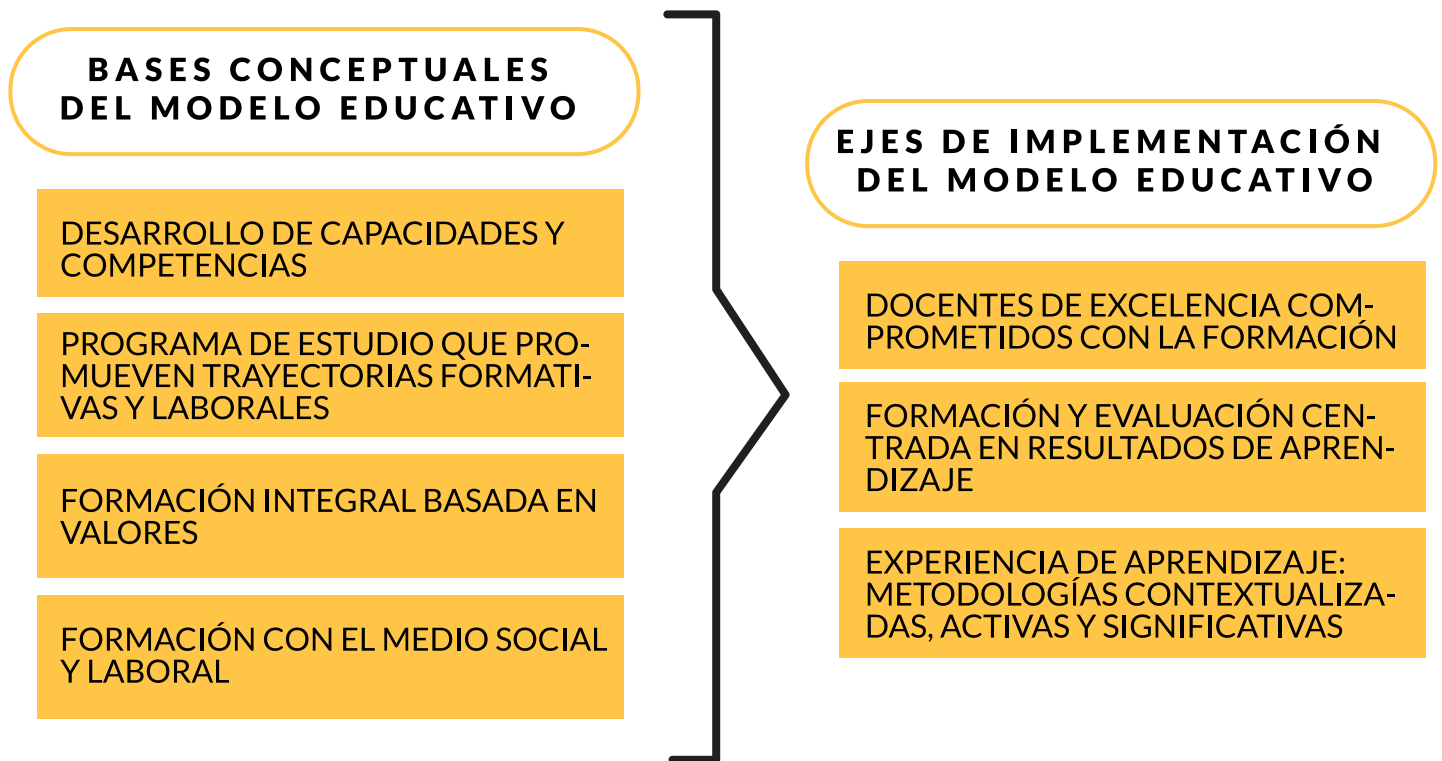 BASES CONCEPTUALES
DEL MODELO EDUCATIVO
DESARROLLO DE CAPACIDADES Y
COMPETENCIAS
PROGRAMA DE ESTUDIO QUE PRO-
MUEVEN TRAYECTORIAS FORMATI-
VAS Y LABORALES
FORMACIÓN INTEGRAL BASADA EN
VALORES
FORMACIÓN CON EL MEDIO SOCIAL
Y LABORAL
EJES DE IMPLEMENTACIÓN
DEL MODELO EDUCATIVO
DOCENTES DE EXCELENCIA COM-
PROMETIDOS CON LA FORMACIÓN
FORMACIÓN Y EVALUACIÓN CEN-
TRADA EN RESULTADOS DE APREN-
DIZAJE
EXPERIENCIA DE APRENDIZAJE:
METODOLOGÍAS CONTEXTUALIZA-
DAS, ACTIVAS Y SIGNIFICATIVAS